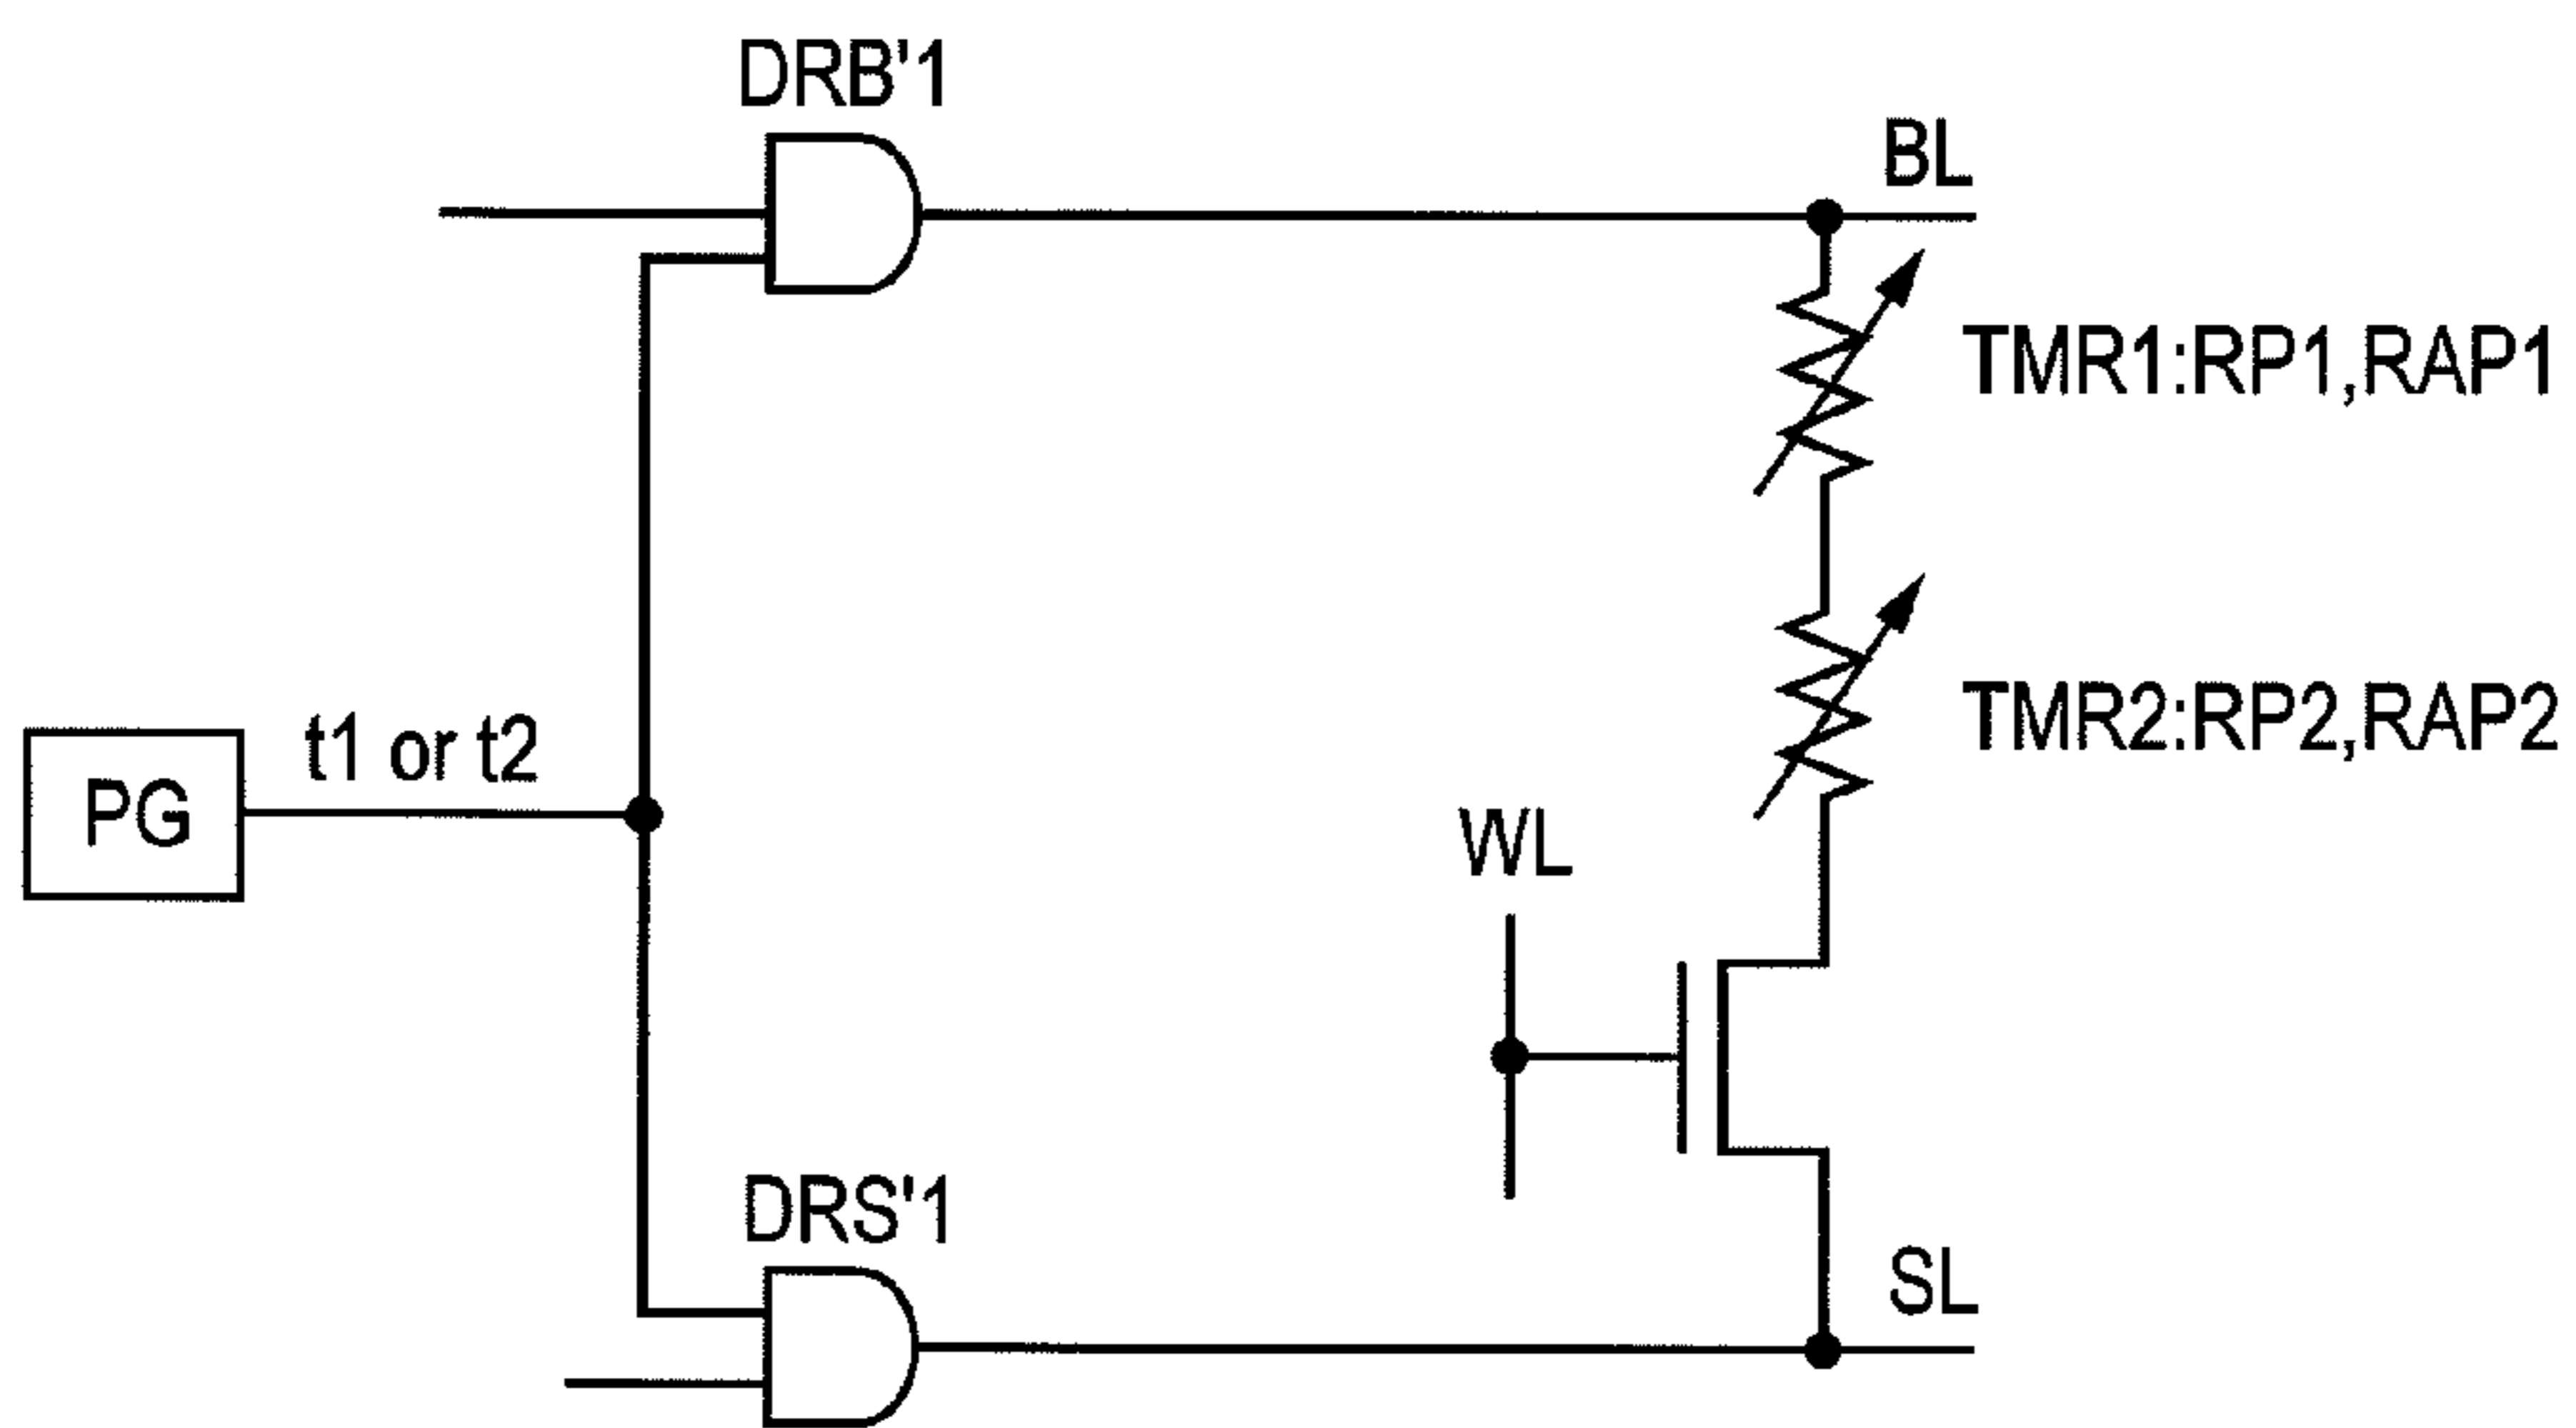 DRB'1
BL
TMR1:RP1,RAP1
TMR2:RP2,RAP2
t1 or t2
PG
WL
DRS'1
SL